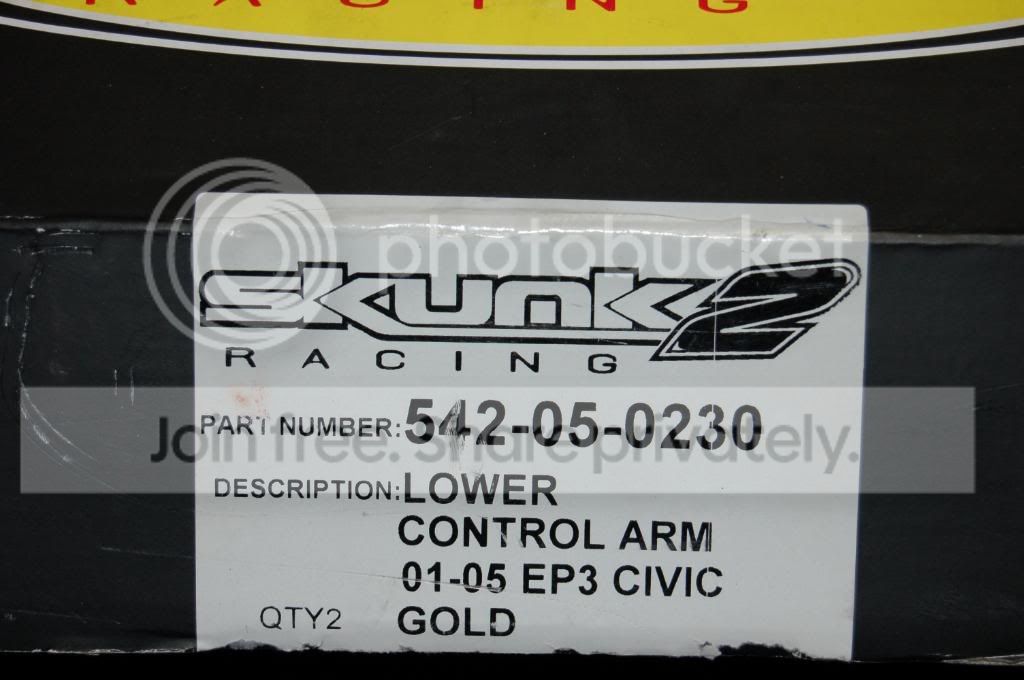 RACING
photobucket
skunk2
RACING
PART NUMBER: 542-05-0230
Join free. Share privately.
DESCRIPTION: LOWER
CONTROL ARM
01-05 EP3 CIVIC
QTY2 GOLD